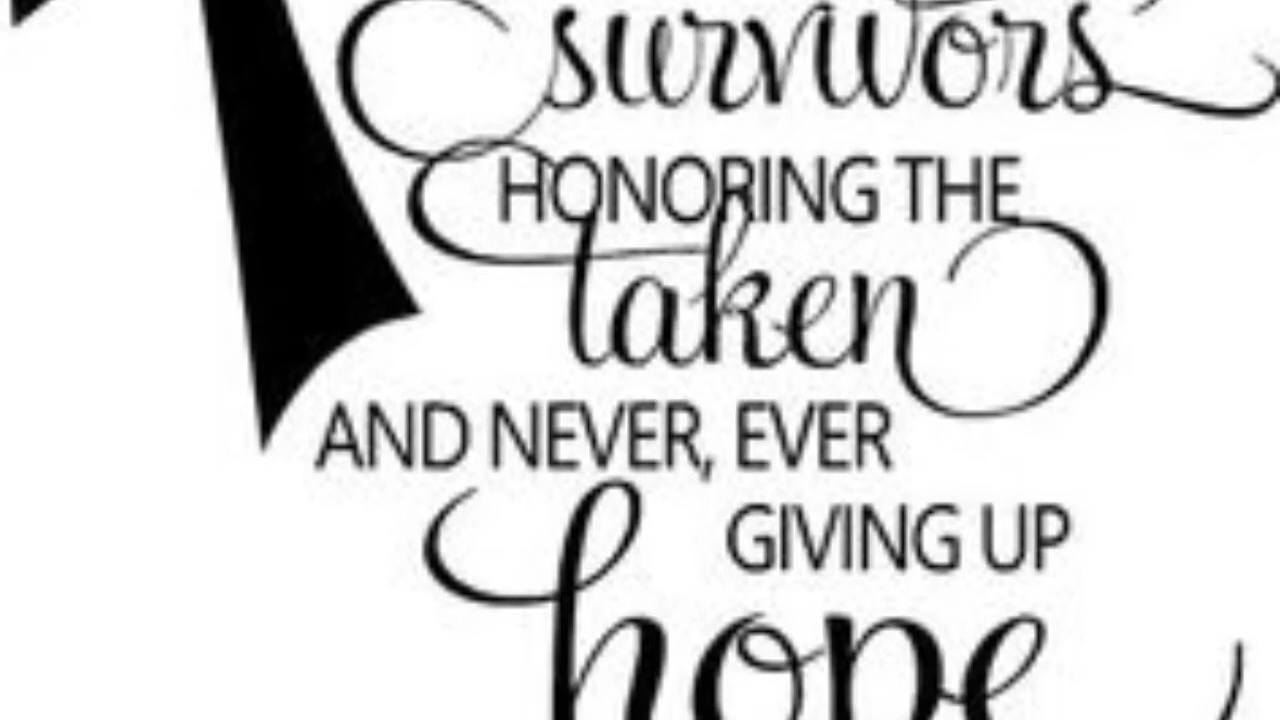 survivors
HONORING THE
taken
AND NEVER, EVER
GIVING UP
hope